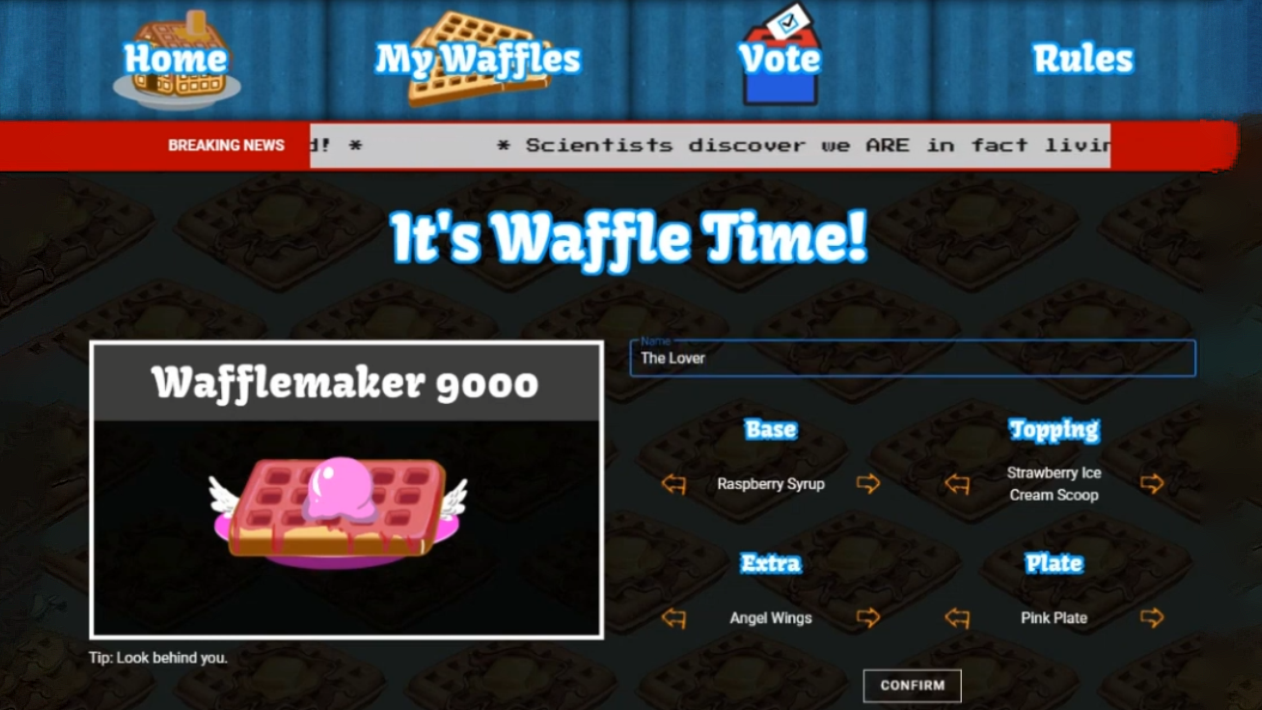 Home
My Waffles
Vote
Rules
BREAKING NEWS
d! * * Scientists discover we ARE in fact livin
It's Waffle Time!
Wafflemaker 9000
Name
The Lover
Base
Topping
Raspberry Syrup
Strawberry Ice
Cream Scoop
Extra
Plate
Angel Wings
Pink Plate
Tip: Look behind you.
CONFIRM